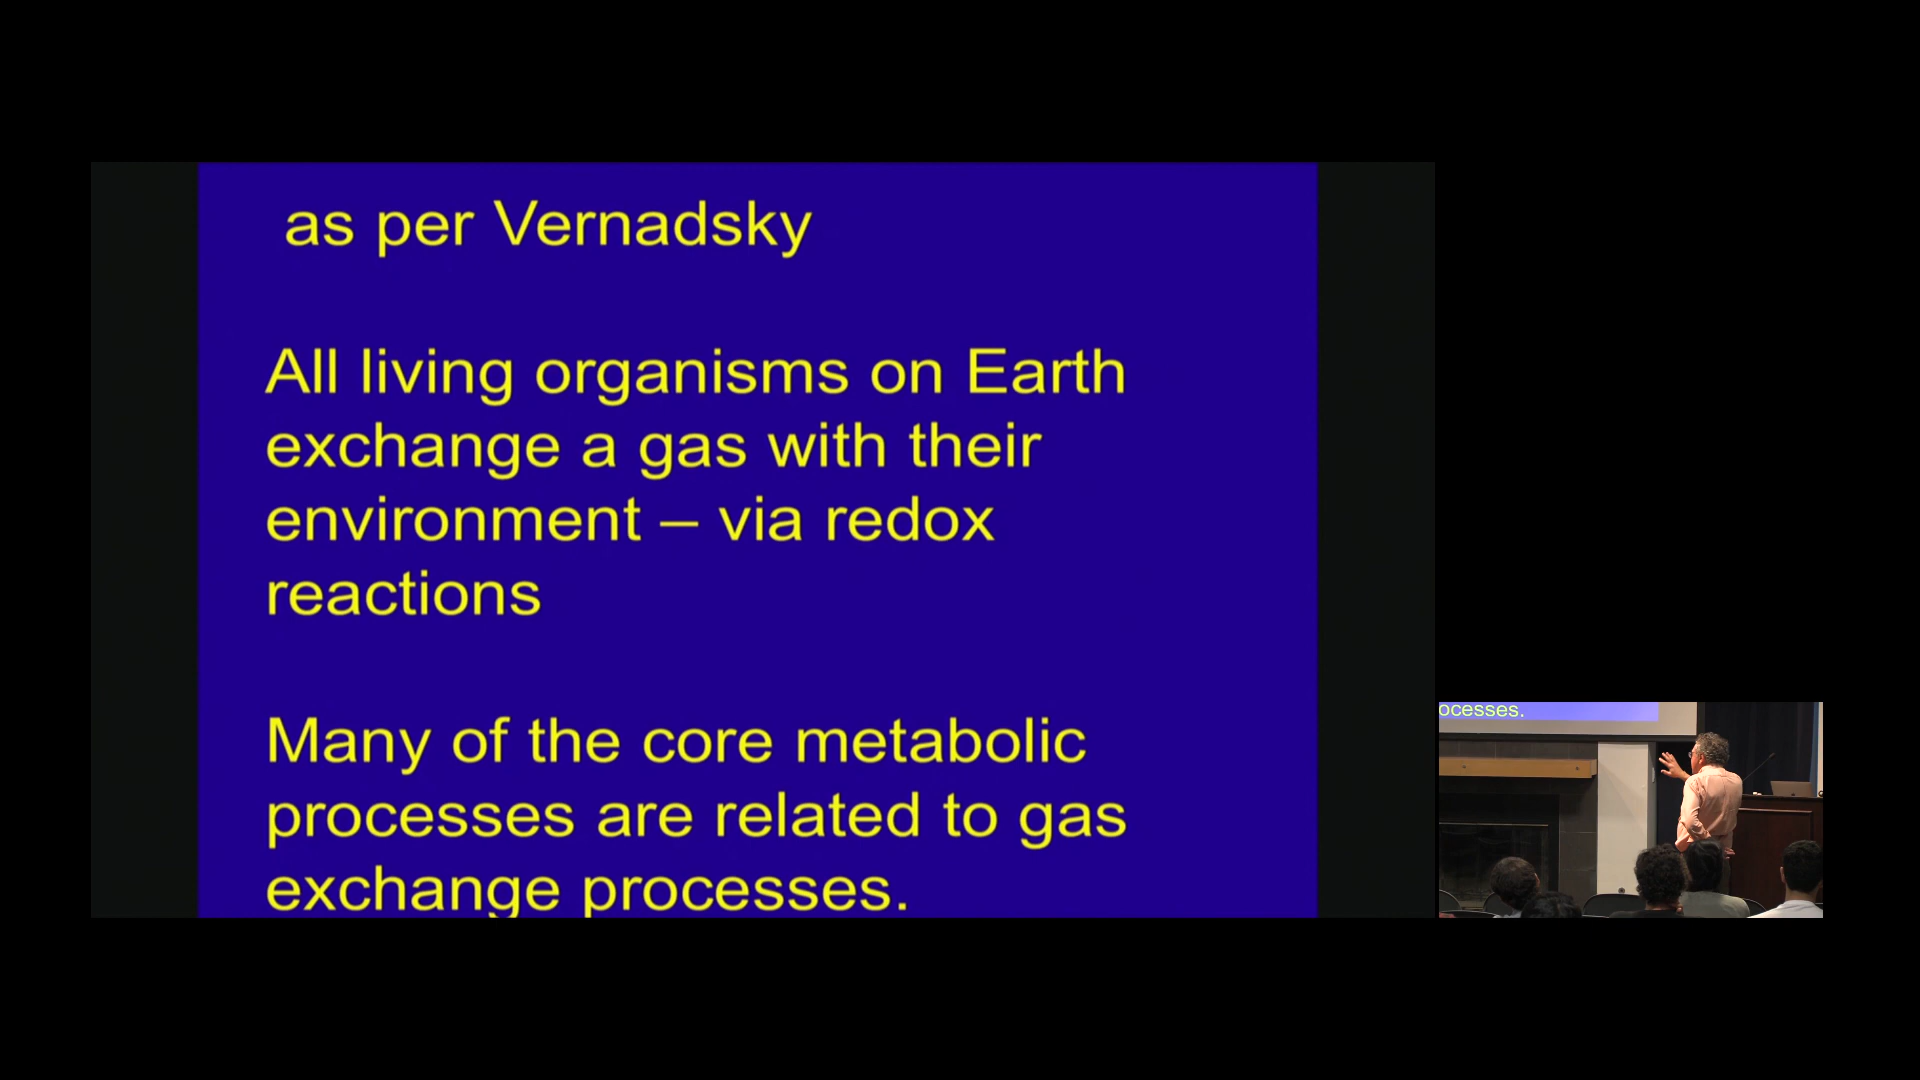 as per Vernadsky
All living organisms on Earth
exchange a gas with their
environment – via redox
reactions
Many of the core metabolic
processes are related to gas
exchange processes.
ocesses.